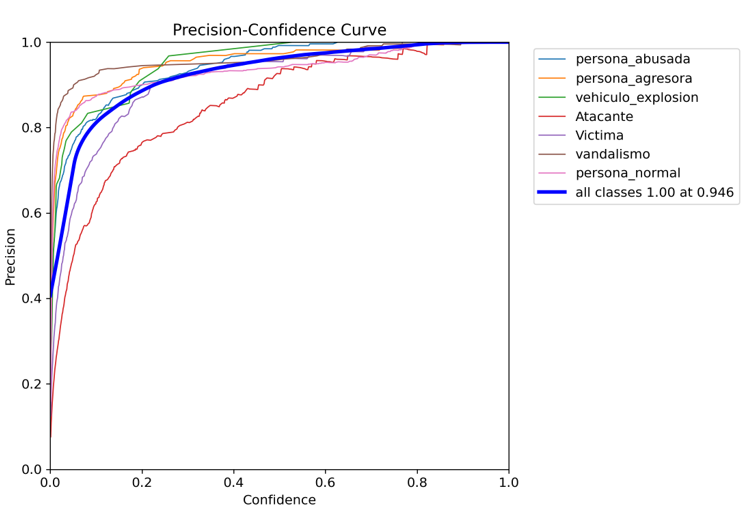 Precision-Confidence Curve
1.0
0.8
0.6
0.4
0.2
0.0
Precision
0.0 0.2 0.4 0.6 0.8 1.0
Confidence
persona_abusada
persona_agresora
vehiculo_explosion
Atacante
Victima
vandalismo
persona_normal
all classes 1.00 at 0.946